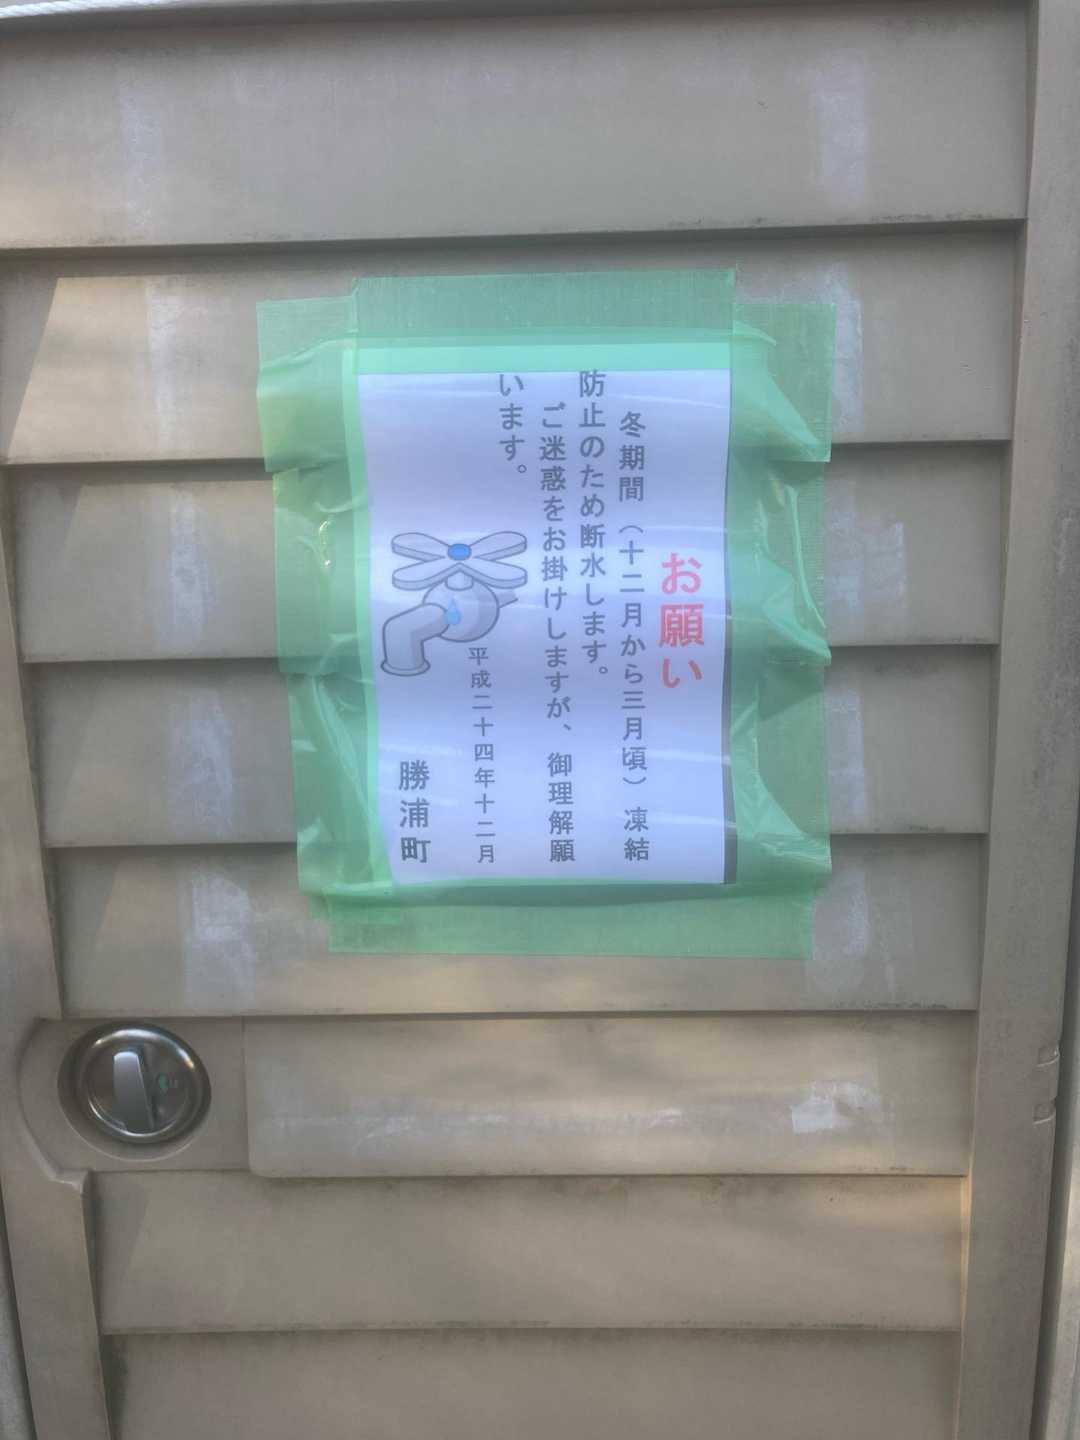 お願い
冬期間（十二月から三月頃）凍結
防止のため断水します。
ご迷惑をお掛けしますが、御理解願
います。
平成二十四年十二月
勝浦町